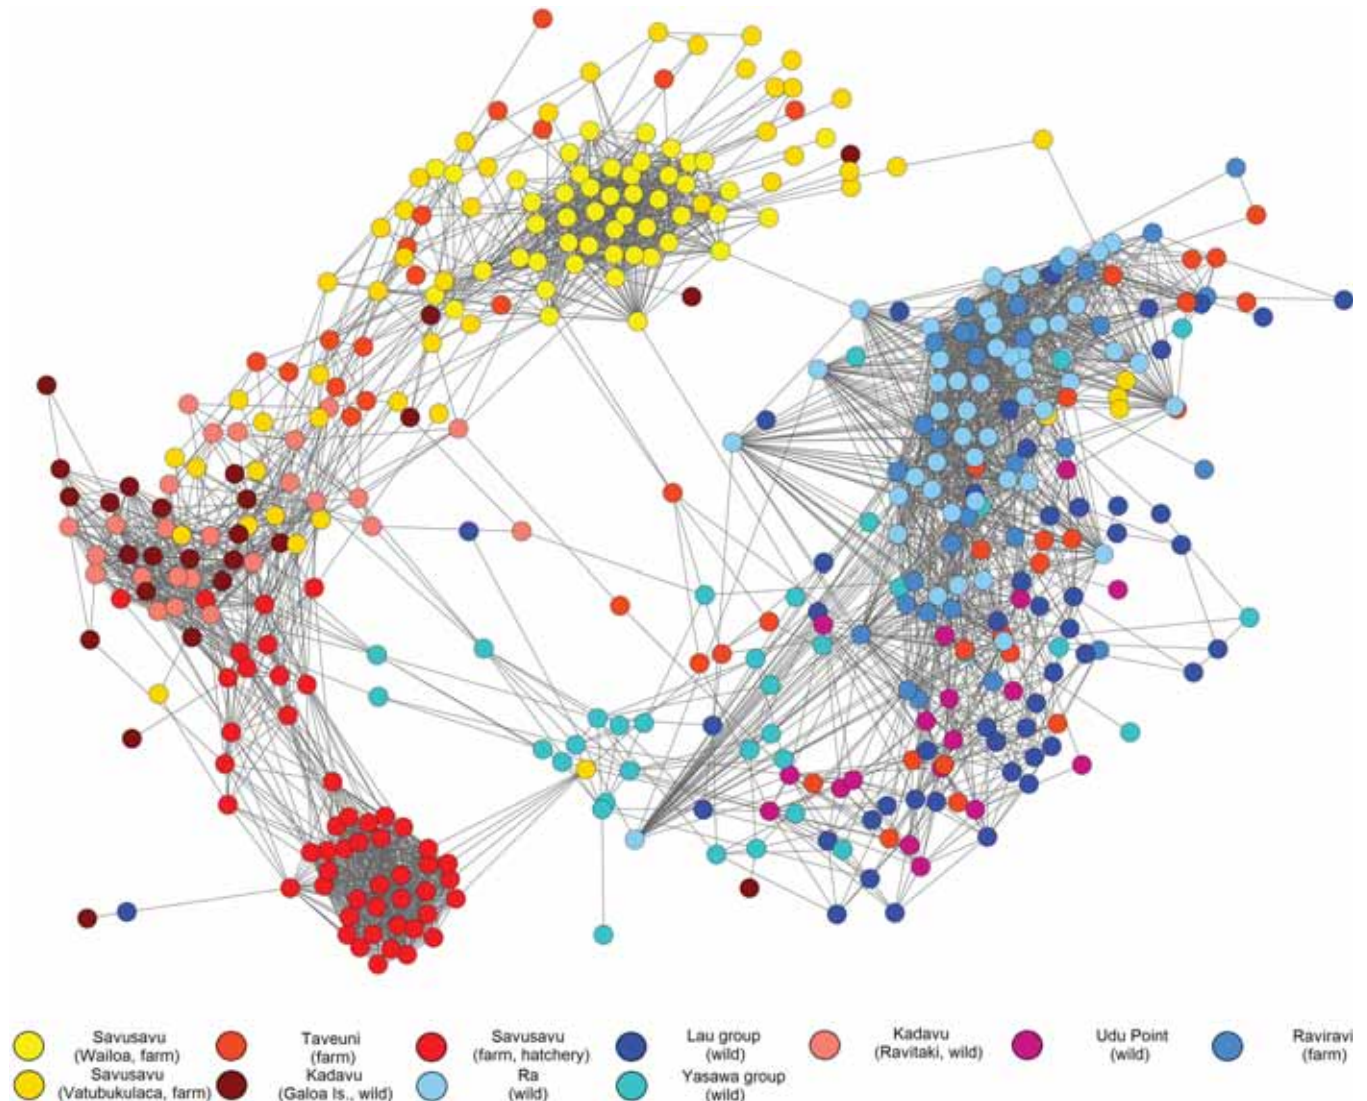 Savusavu
(Wailoa, farm)
Taveuni
(farm)
Savusavu
(farm, hatchery)
Lau group
(wild)
Kadavu
(Ravitaki, wild)
Udu Point
(wild)
Raviravi
(farm)
Savusavu
(Vatubukulaca, farm)
Kadavu
(Galoa Is., wild)
Ra
(wild)
Yasawa group
(wild)